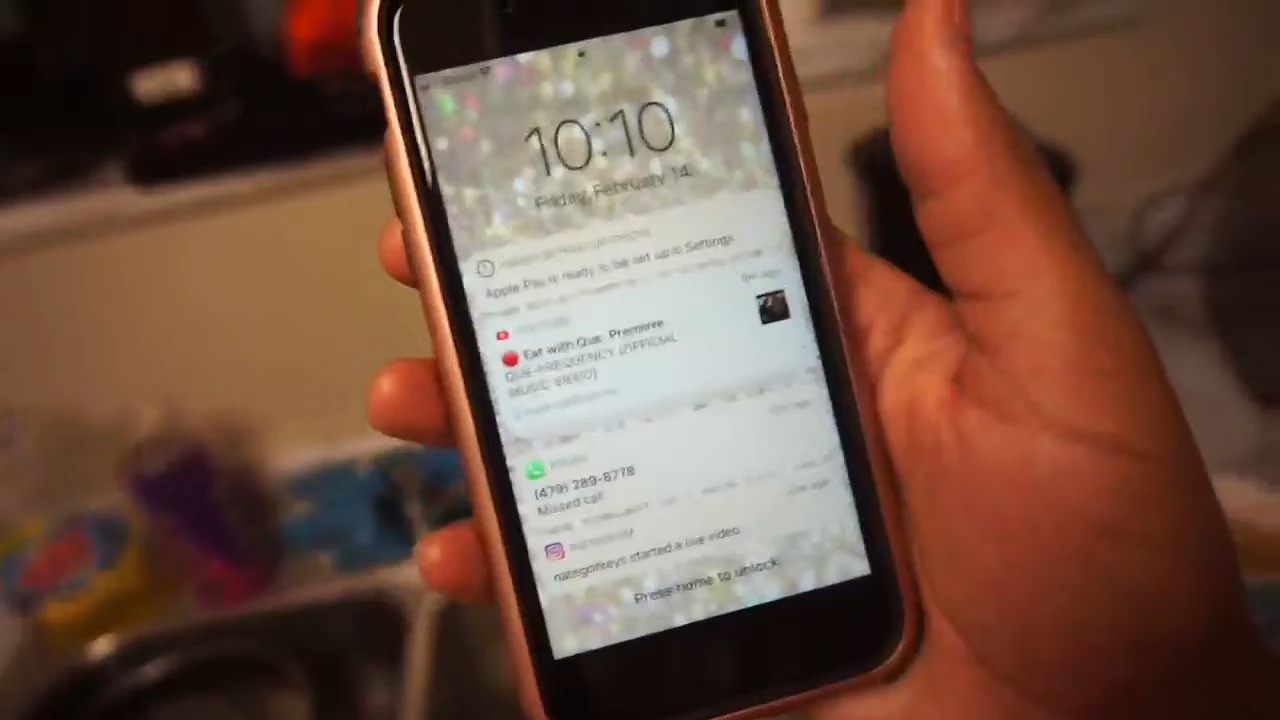 10:10
Friday, February 14
Apple Pay is ready to be set up in Settings.
Eat with Que: Premiere
QUE-FREQUENCY (OFFICIAL
MUSIC VIDEO)
(479) 289-8778
Missed call
INSTAGRAM
started a live video
Press home to unlock